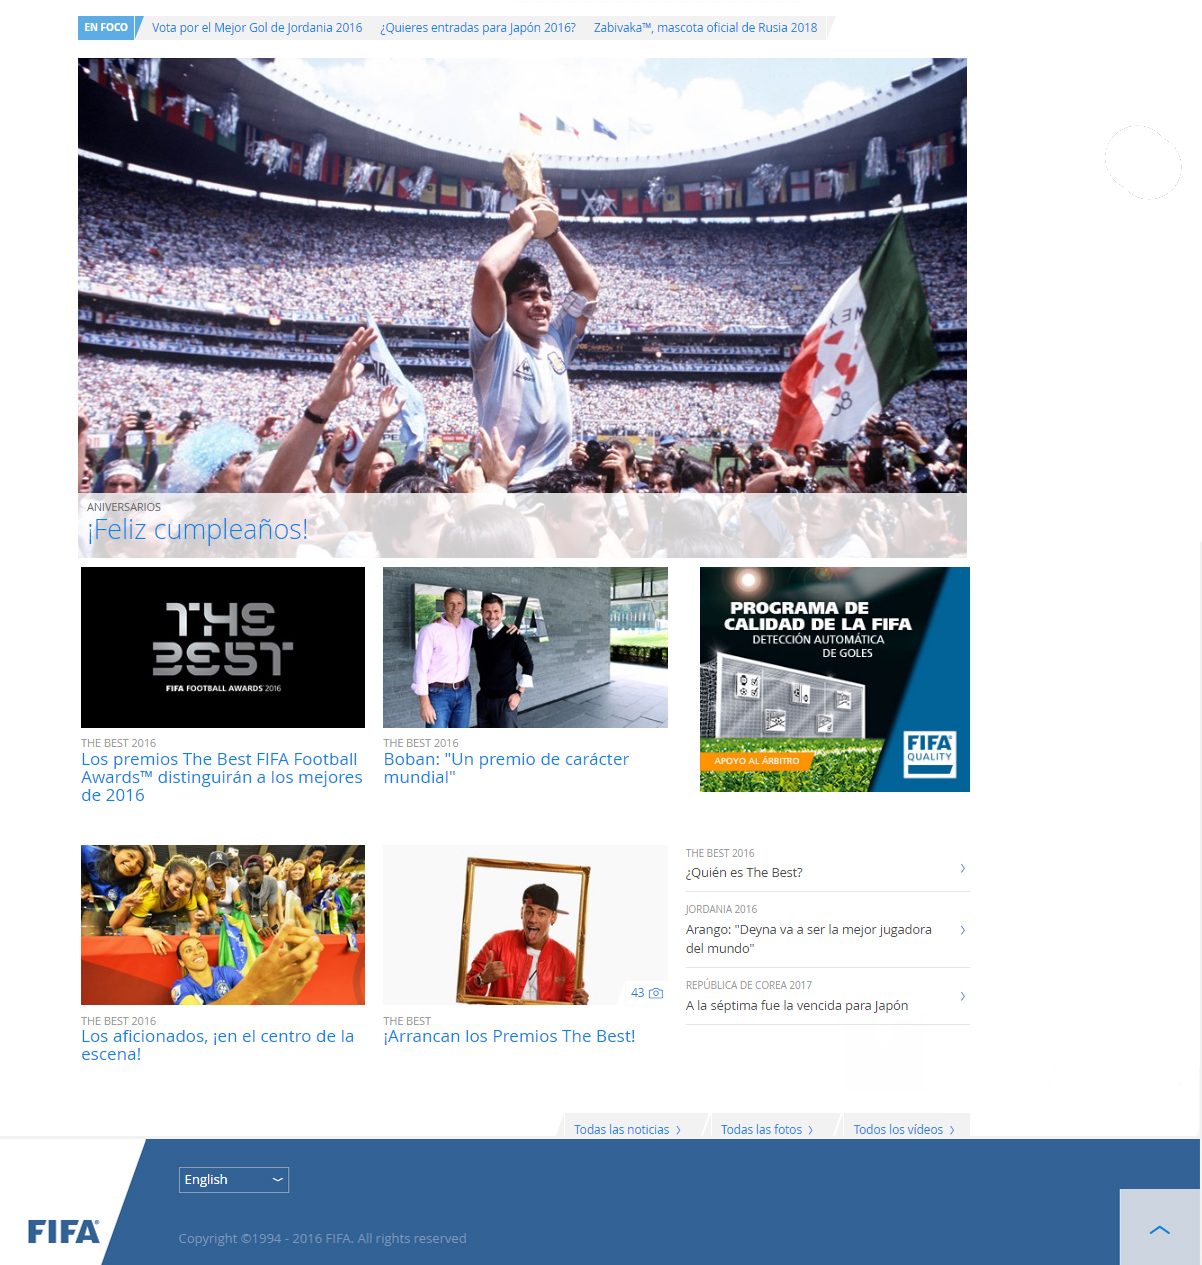 EN FOCO Vota por el Mejor Gol de Jordania 2016 ¿Quieres entradas para Japón 2016? Zabivaka™, mascota oficial de Rusia 2018
MEX
68
ANIVERSARIOS
¡Feliz cumpleaños!
THE
BEST
FIFA FOOTBALL AWARDS 2016
THE BEST 2016
Los premios The Best FIFA Football
Awards™ distinguirán a los mejores
de 2016
THE BEST 2016
Boban: "Un premio de carácter
mundial"
PROGRAMA DE
CALIDAD DE LA FIFA
DETECCIÓN AUTOMÁTICA
DE GOLES
APOYO AL ÁRBITRO
FIFA®
QUALITY
THE BEST 2016
Los aficionados, ¡en el centro de la
escena!
43
THE BEST
¡Arrancan los Premios The Best!
THE BEST 2016
¿Quién es The Best?
JORDANIA 2016
Arango: "Deyna va a ser la mejor jugadora
del mundo"
REPÚBLICA DE COREA 2017
A la séptima fue la vencida para Japón
Todas las noticias Todas las fotos Todos los vídeos
English
FIFA®
Copyright ©1994 - 2016 FIFA. All rights reserved